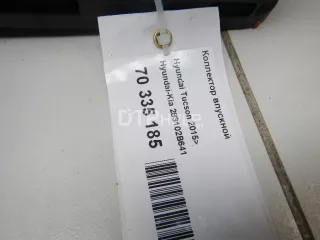 Коллектор впускной
Hyundai Tucson 2015>
Hyundai-Kia 283102B641
70 335 185